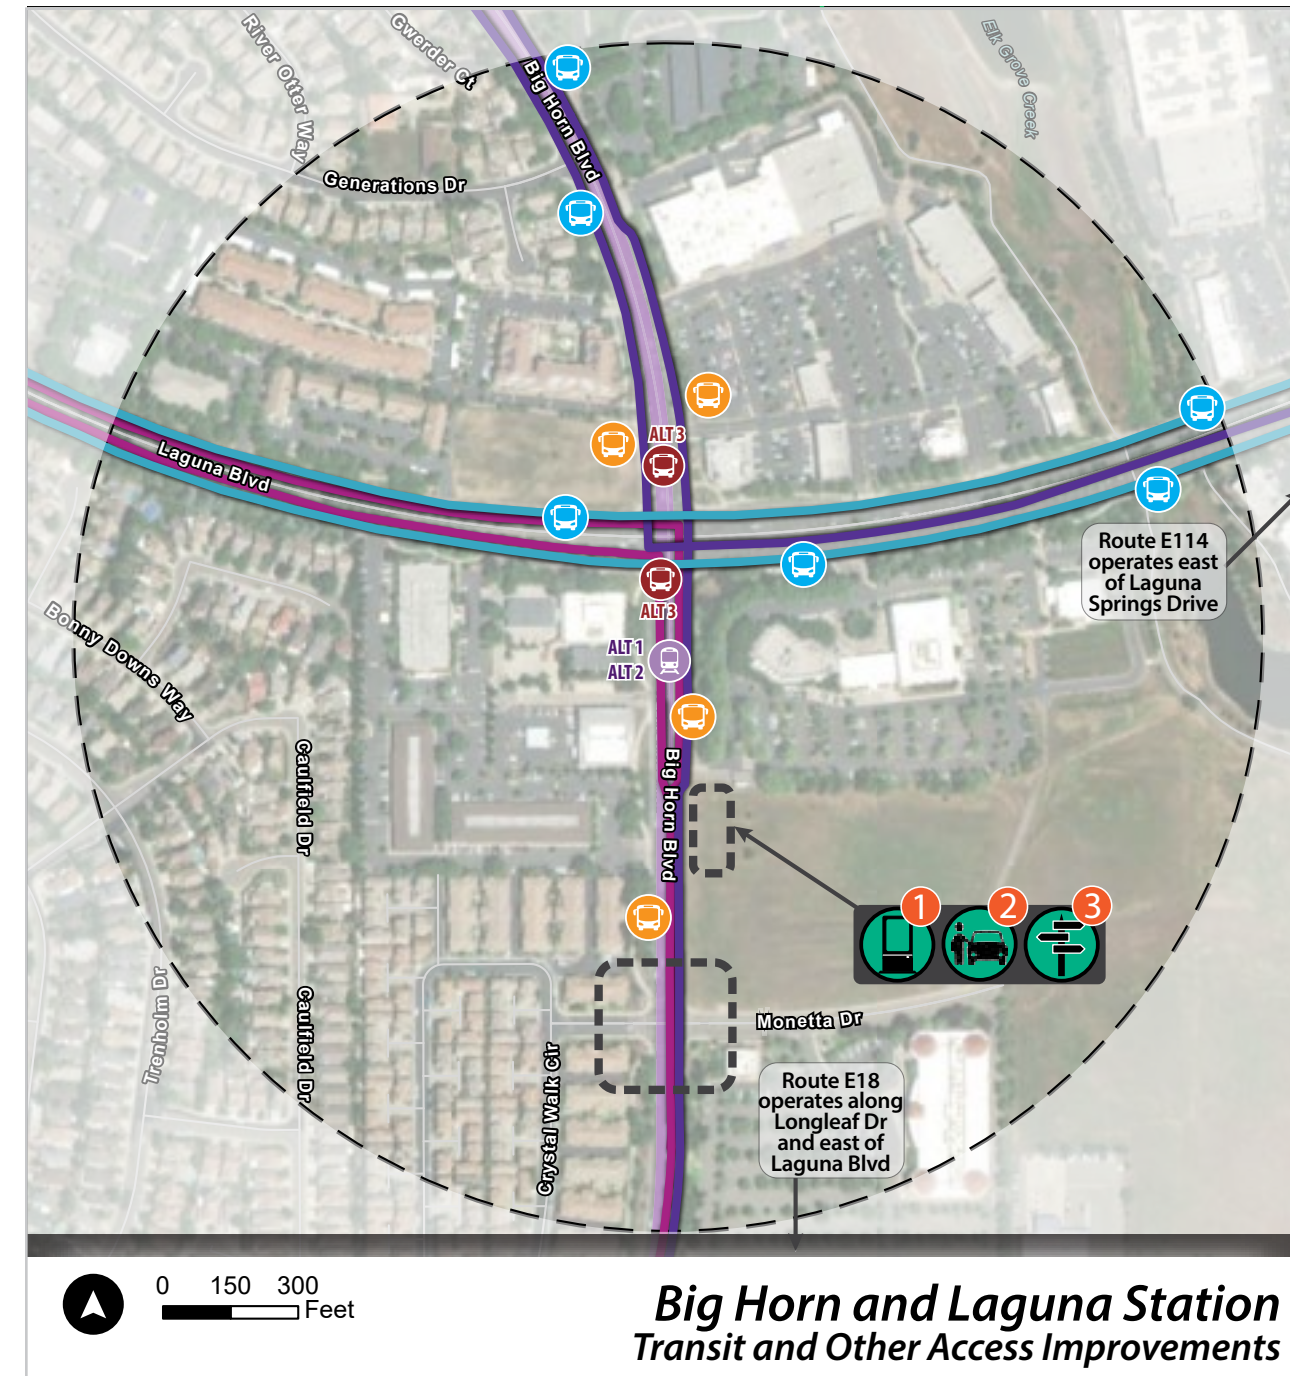 River Otter Way
Gwerder Ct
Elk Grove Creek
Big Horn Blvd
Generations Dr
ALT 3
Laguna Blvd
Route E114
operates east
of Laguna
Springs Drive
ALT 3
Bonny Downs Way
ALT 1
ALT 2
Caulfield Dr
Big Horn Blvd
1
2
3
Trenholm Dr
Caulfield Dr
Monetta Dr
Crystal Walk Cir
Route E18
operates along
Longleaf Dr
and east of
Laguna Blvd
0 150 300
Feet
Big Horn and Laguna Station
Transit and Other Access Improvements